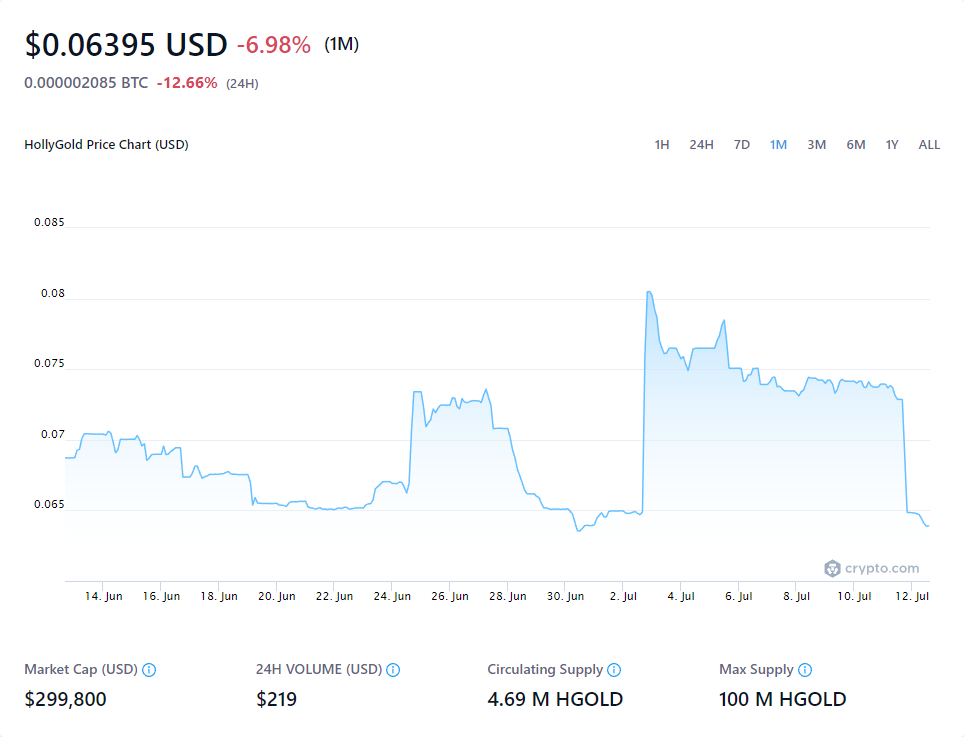 $0.06395 USD -6.98% (1M)
0.000002085 BTC -12.66% (24H)
HollyGold Price Chart (USD) 1H 24H 7D 1M 3M 6M 1Y ALL
0.085
0.08
0.075
0.07
0.065
crypto.com
14. Jun 16. Jun 18. Jun 20. Jun 22. Jun 24. Jun 26. Jun 28. Jun 30. Jun 2. Jul 4. Jul 6. Jul 8. Jul 10. Jul 12. Jul
Market Cap (USD) 24H VOLUME (USD) Circulating Supply Max Supply
$299,800 $219 4.69 M HGOLD 100 M HGOLD